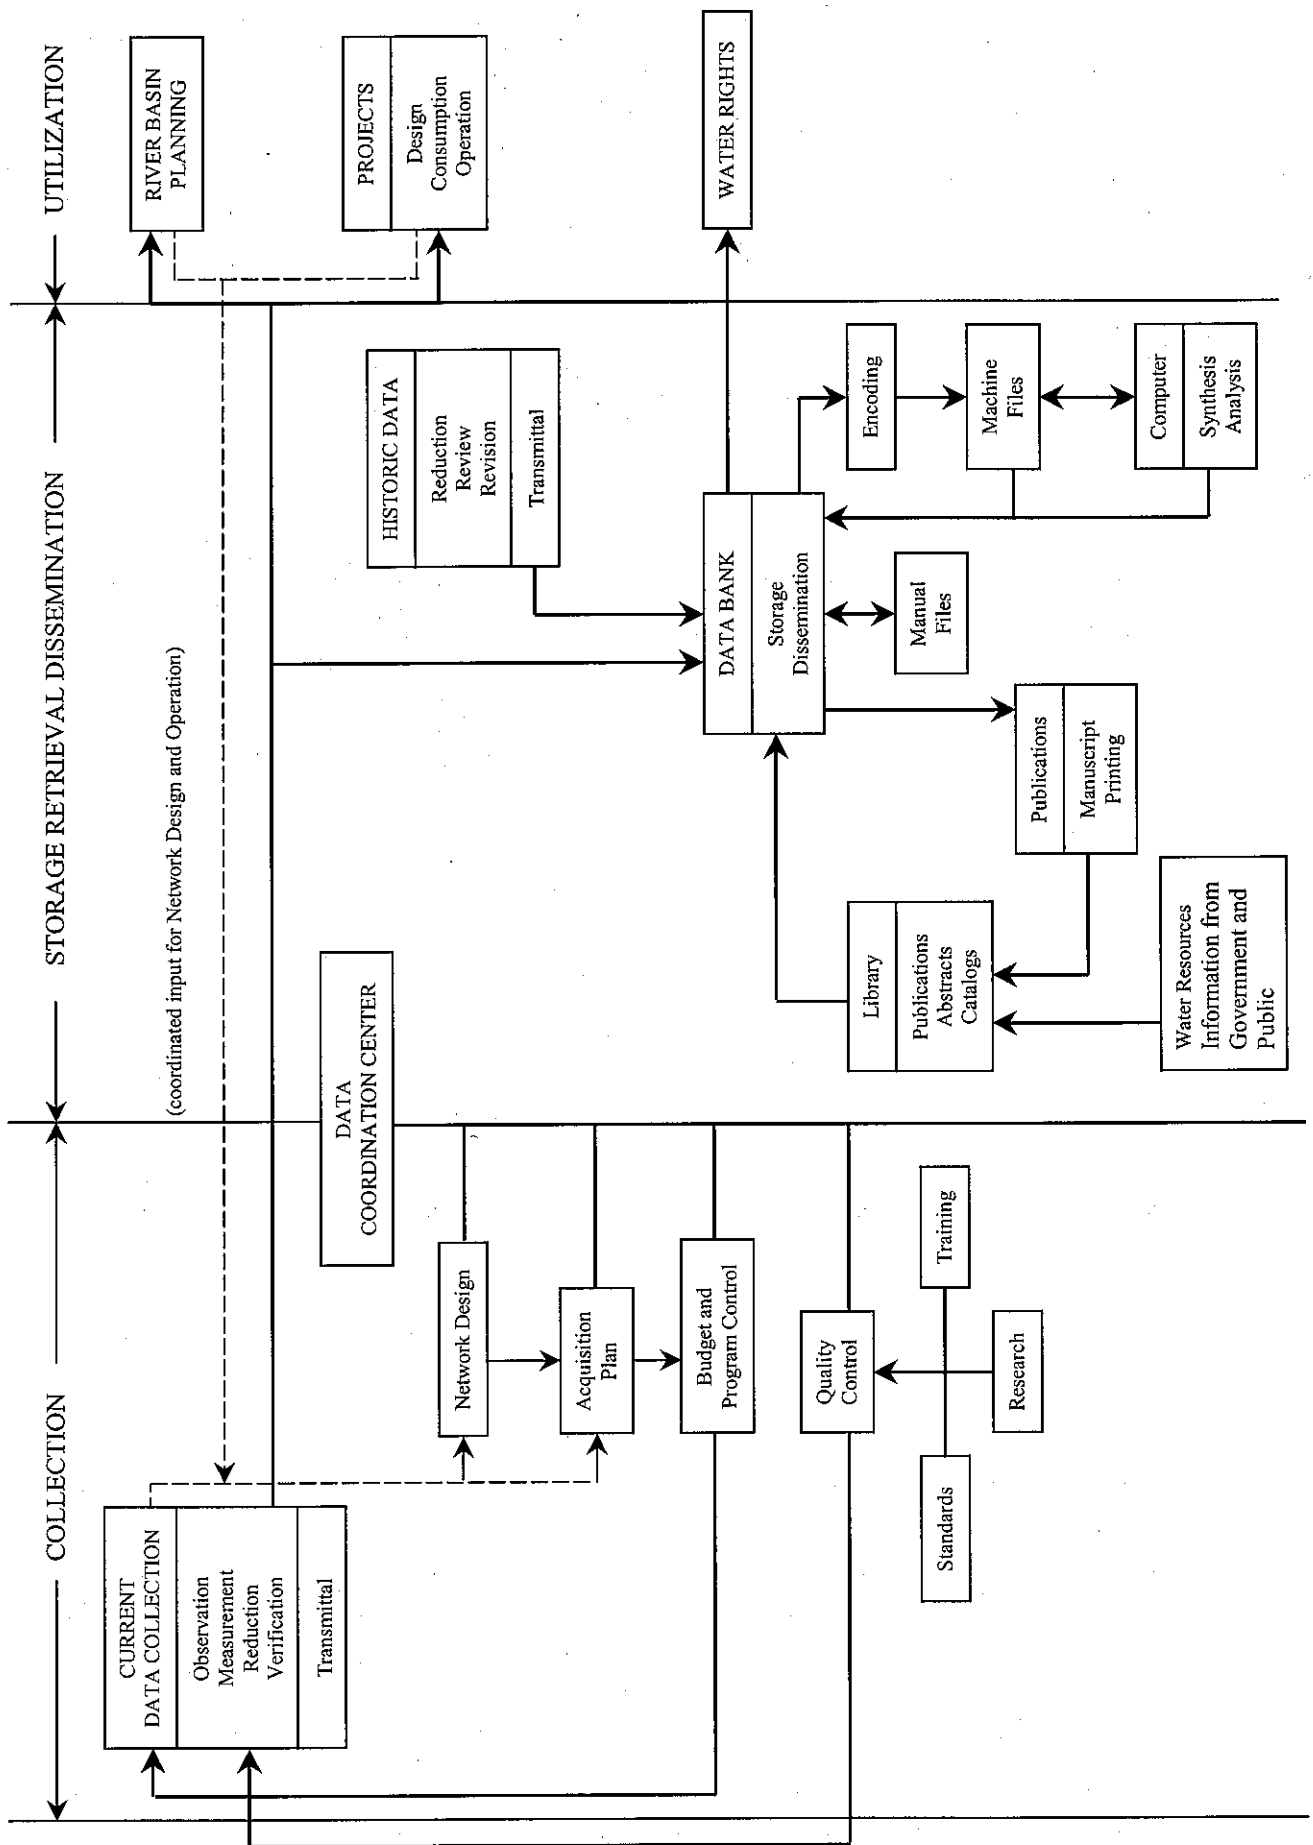 COLLECTION
STORAGE RETRIEVAL DISSEMINATION
UTILIZATION
CURRENT
DATA COLLECTION
Observation
Measurement
Reduction
Verification
Transmittal
(coordinated input for Network Design and Operation)
RIVER BASIN
PLANNING
PROJECTS
Design
Consumption
Operation
DATA
COORDINATION CENTER
HISTORIC DATA
Reduction
Review
Revision
Transmittal
Network Design
Acquisition
Plan
Budget and
Program Control
Quality
Control
Standards
Training
Research
DATA BANK
Storage
Dissemination
WATER RIGHTS
Library
Publications
Abstracts
Catalogs
Manual
Files
Encoding
Machine
Files
Computer
Synthesis
Analysis
Publications
Manuscript
Printing
Water Resources
Information from
Government and
Public